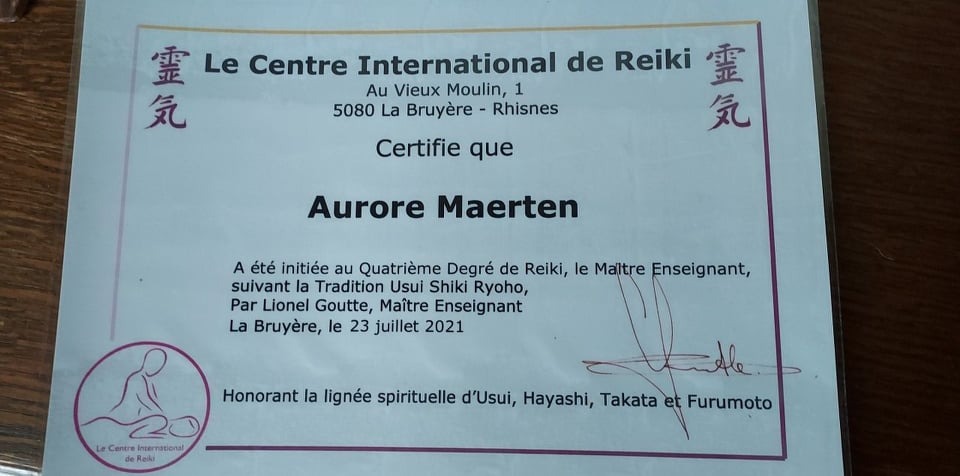 霊気
霊気
Le Centre International de Reiki
Au Vieux Moulin, 1
5080 La Bruyère - Rhisnes
Certifie que
Aurore Maerten
A été initiée au Quatrième Degré de Reiki, le Maître Enseignant,
suivant la Tradition Usui Shiki Ryoho,
Par Lionel Goutte, Maître Enseignant
La Bruyère, le 23 juillet 2021
Honorant la lignée spirituelle d'Usui, Hayashi, Takata et Furumoto
Le Centre International
de Reiki